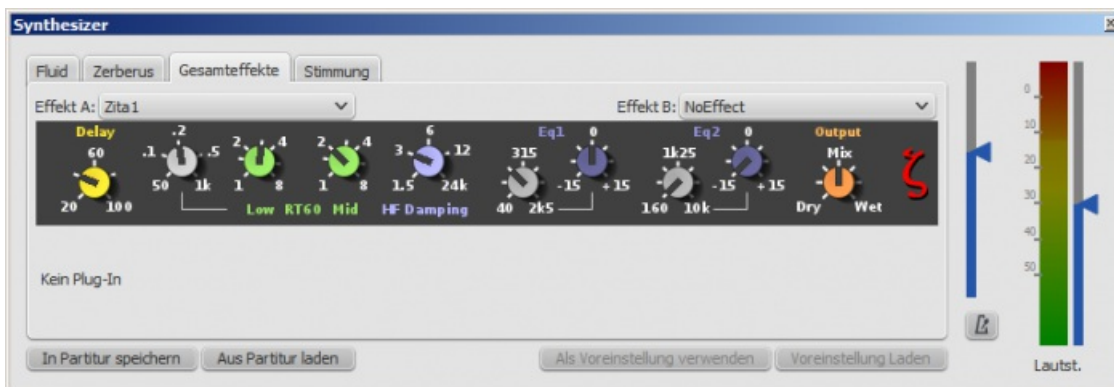 Synthesizer
Fluid Zerberus Gesamteffekte Stimmung
Effekt A: Zita1 Effekt B: NoEffect
Delay .2 6 Eq1 0 Eq2 0 Output
60 .1 .5 2 4 2 4 3 12 315 1k25 Mix
-15 +15 -15 +15 ζ
20 100 50 1k 1 8 1 8 1.5 24k 40 2k5 160 10k Dry Wet
Low RT60 Mid HF Damping
Kein Plug-In
In Partitur speichern Aus Partitur laden Als Voreinstellung verwenden Voreinstellung Laden
0
10
20
30
40
50
Lautst.